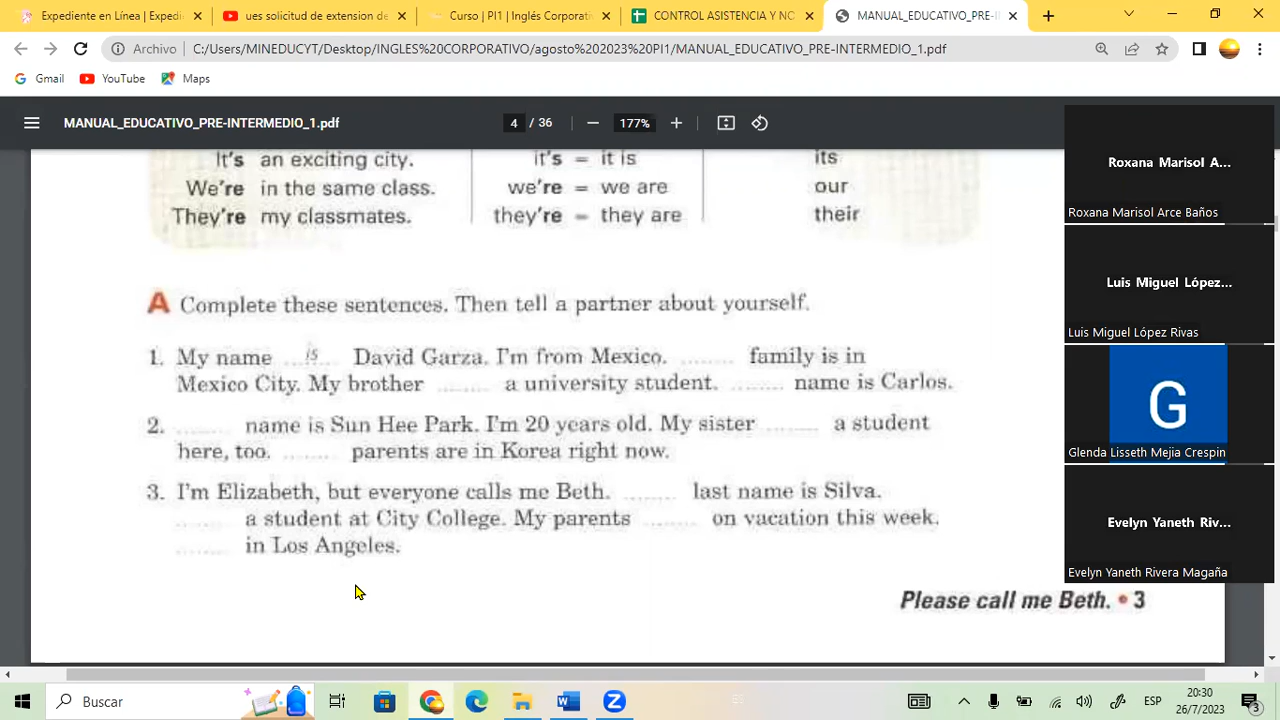 Expediente en Línea | Expedi
ues solicitud de extension de
Curso | PI1 | Inglés Corporativ
CONTROL ASISTENCIA Y NO
MANUAL_EDUCATIVO_PRE-IN
Archivo C:/Users/MINEDUCYT/Desktop/INGLES%20CORPORATIVO/agosto%202023%20PI1/MANUAL_EDUCATIVO_PRE-INTERMEDIO_1.pdf
Gmail YouTube Maps
MANUAL_EDUCATIVO_PRE-INTERMEDIO_1.pdf 4 / 36 177%
It's an exciting city. it's = it is its
We're in the same class. we're = we are our
They're my classmates. they're = they are their
A Complete these sentences. Then tell a partner about yourself.
1. My name is David Garza. I'm from Mexico. ........ family is in
Mexico City. My brother ........ a university student. ........ name is Carlos.
2. ........ name is Sun Hee Park. I'm 20 years old. My sister ........ a student
here, too. ........ parents are in Korea right now.
3. I'm Elizabeth, but everyone calls me Beth. ........ last name is Silva.
........ a student at City College. My parents ........ on vacation this week.
........ in Los Angeles.
Please call me Beth. • 3
Roxana Marisol A...
Roxana Marisol Arce Baños
Luis Miguel López...
Luis Miguel López Rivas
G
Glenda Lisseth Mejia Crespin
Evelyn Yaneth Riv...
Evelyn Yaneth Rivera Magaña
Buscar
ESP
20:30
26/7/2023
3